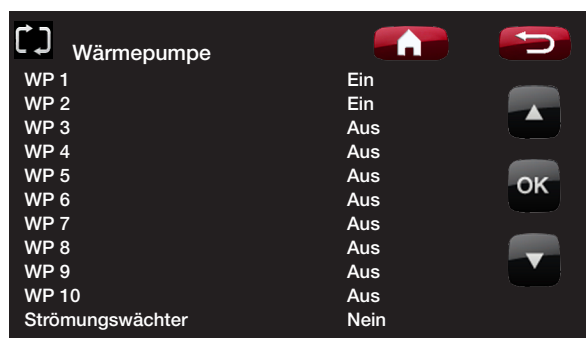 Wärmepumpe
WP 1 Ein
WP 2 Ein
WP 3 Aus
WP 4 Aus
WP 5 Aus
WP 6 Aus
WP 7 Aus
WP 8 Aus
WP 9 Aus
WP 10 Aus
Strömungswächter Nein
OK